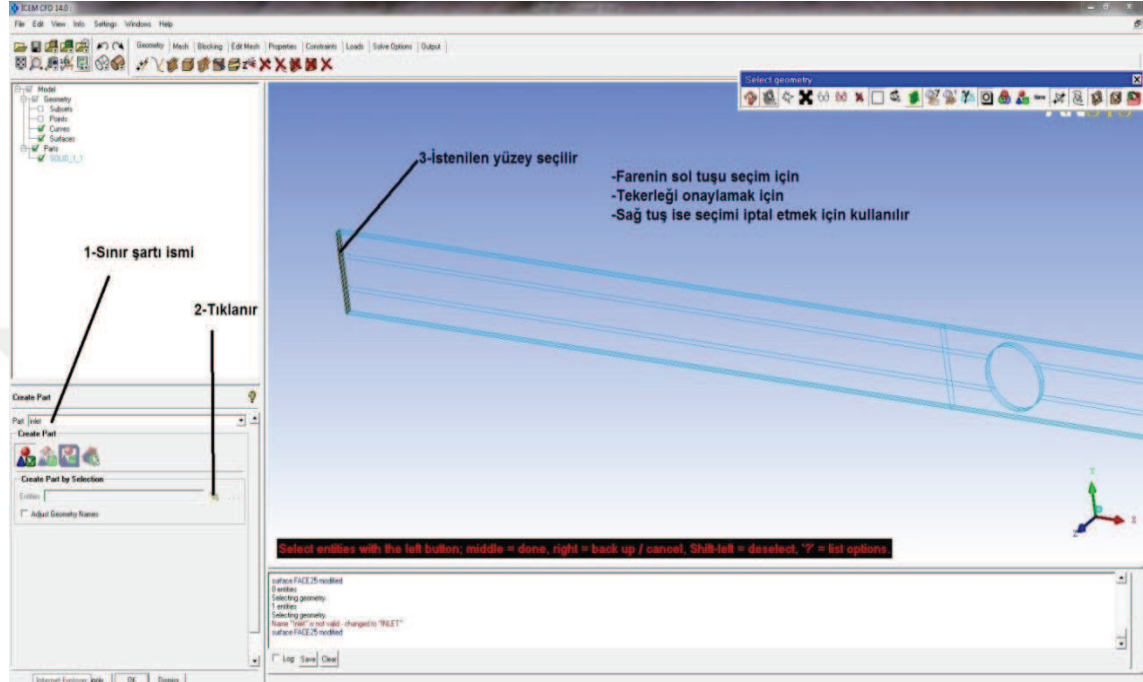 ICEM CFD 14.0 :
File Edit View Info Settings Windows Help
Geometry Mesh Blocking Edit Mesh Properties Constraints Loads Solve Options Output
Select geometry
Model
Geometry
Subsets
Points
Curves
Surfaces
Parts
SOLID_1_1
3-İstenilen yüzey seçilir
-Farenin sol tuşu seçim için
-Tekerleği onaylamak için
-Sağ tuş ise seçimi iptal etmek için kullanılır
1-Sınır şartı ismi
2-Tıklanır
Create Part
Part inlet
Create Part
Create Part by Selection
Entities
Adjust Geometry Names
Select entities with the left button; middle = done, right = back up / cancel, Shift-left = deselect, '?' = list options.
surface FACE25 modified
0 entities
Selecting geometry.
1 entities
Selecting geometry.
Name "inlet" is not valid - changed to "INLET"
surface FACE25 modified
Log Save Clear
Internet Explorer OK Dismiss